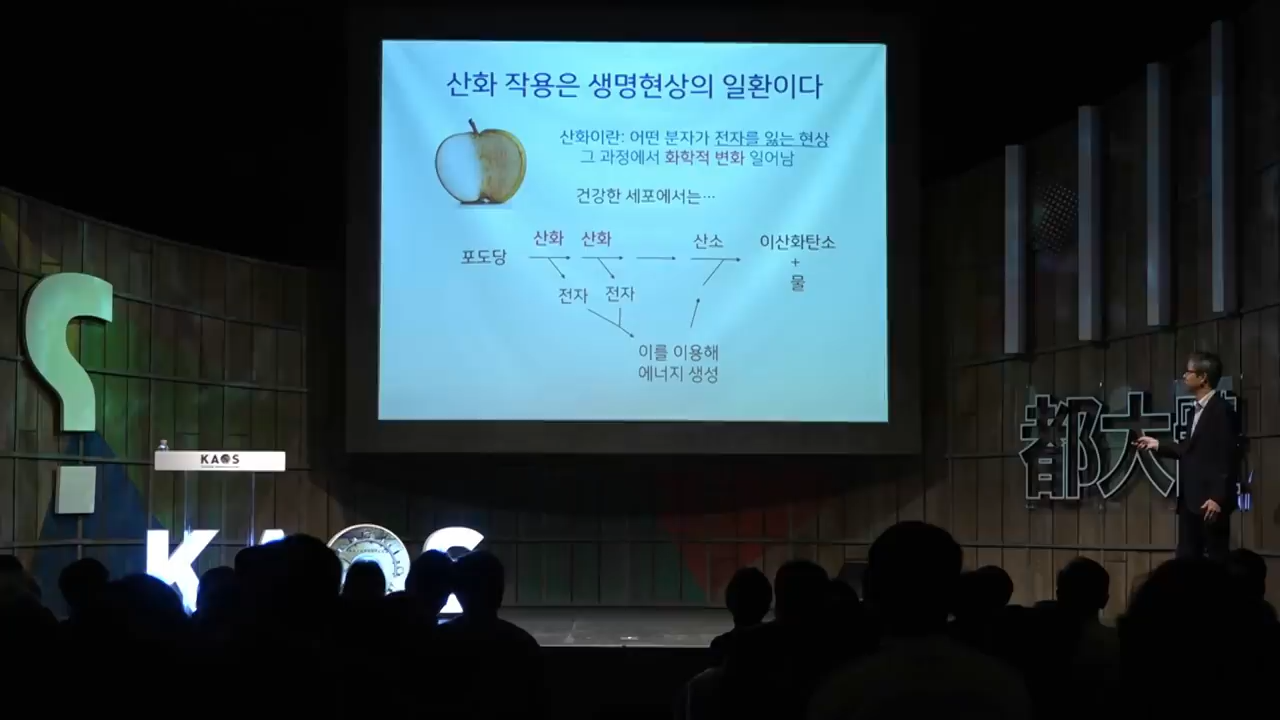 산화 작용은 생명현상의 일환이다
산화이란: 어떤 분자가 전자를 잃는 현상
그 과정에서 화학적 변화 일어남
건강한 세포에서는…
포도당
산화
산화
산소
이산화탄소
+
물
전자
전자
이를 이용해
에너지 생성
?
KAOS
KAOS
都大